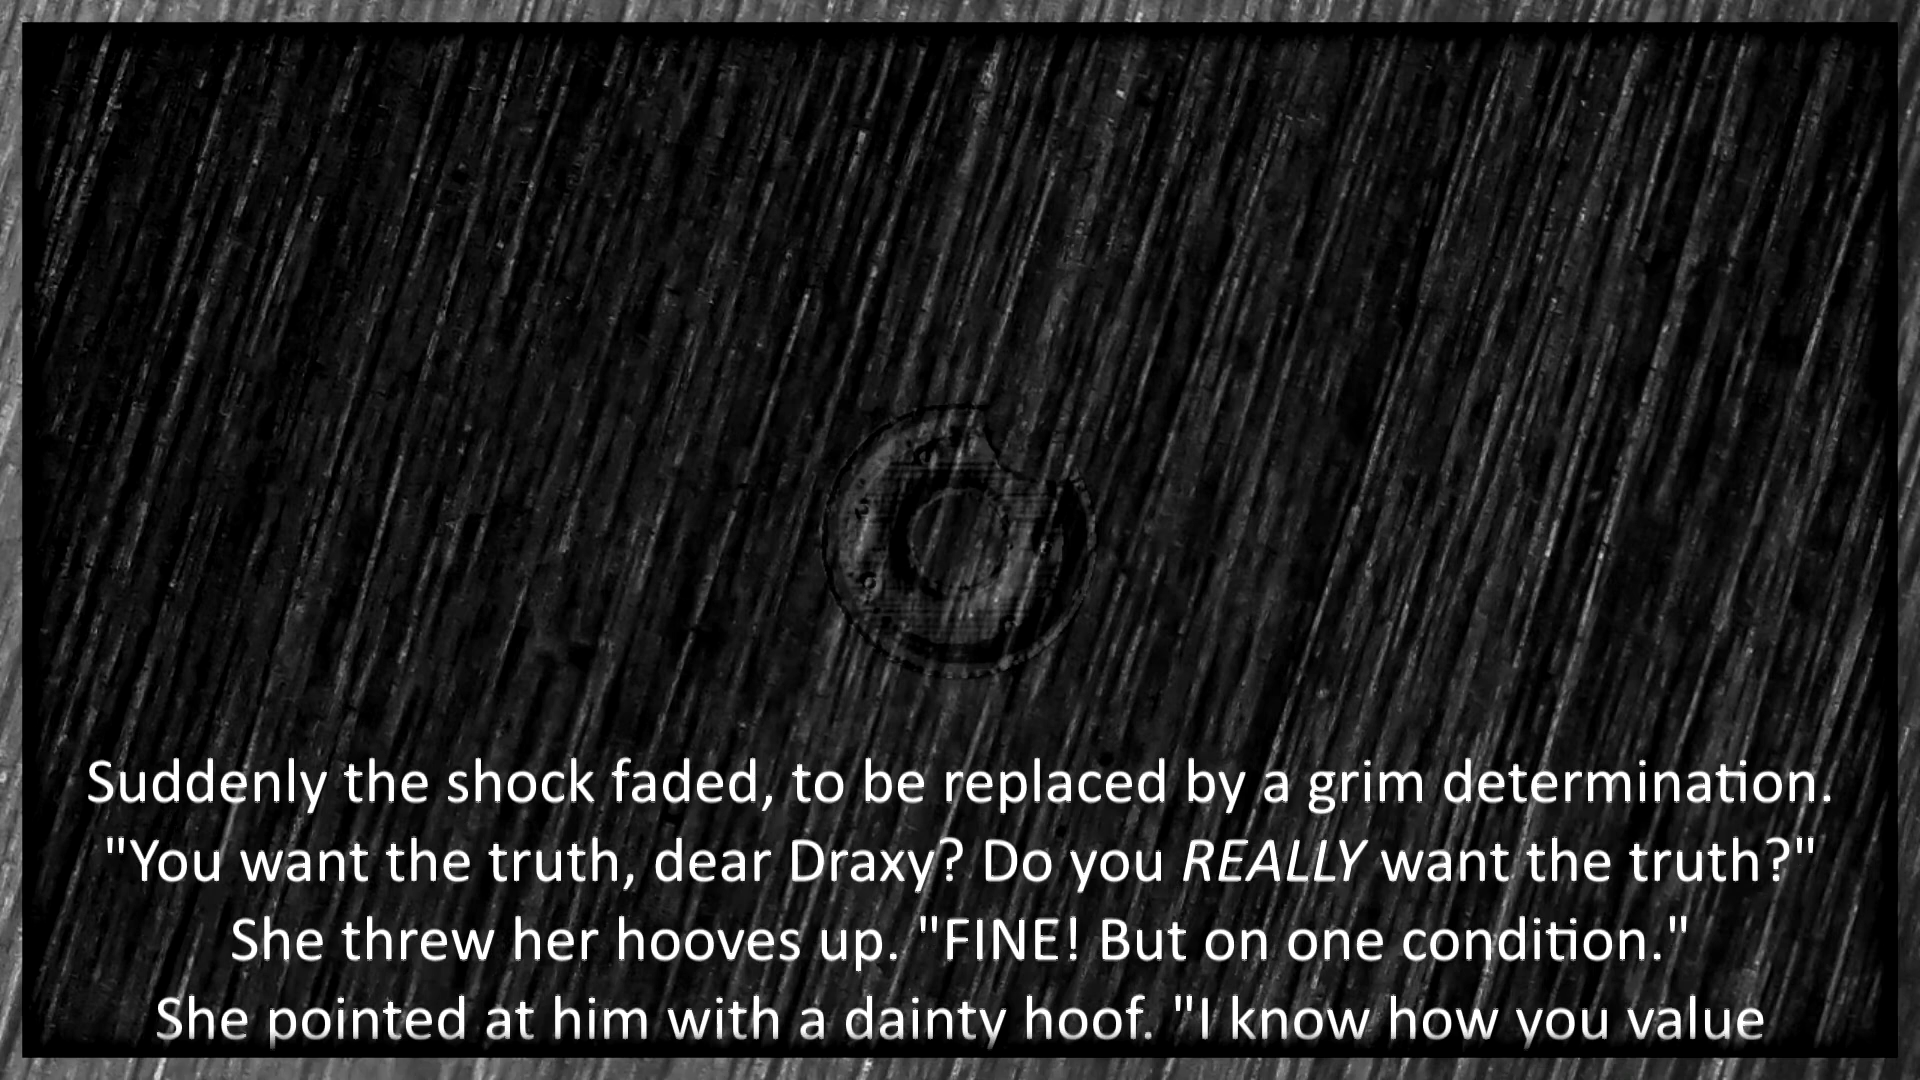 Suddenly the shock faded, to be replaced by a grim determination.
"You want the truth, dear Draxy? Do you REALLY want the truth?"
She threw her hooves up. "FINE! But on one condition."
She pointed at him with a dainty hoof. "I know how you value